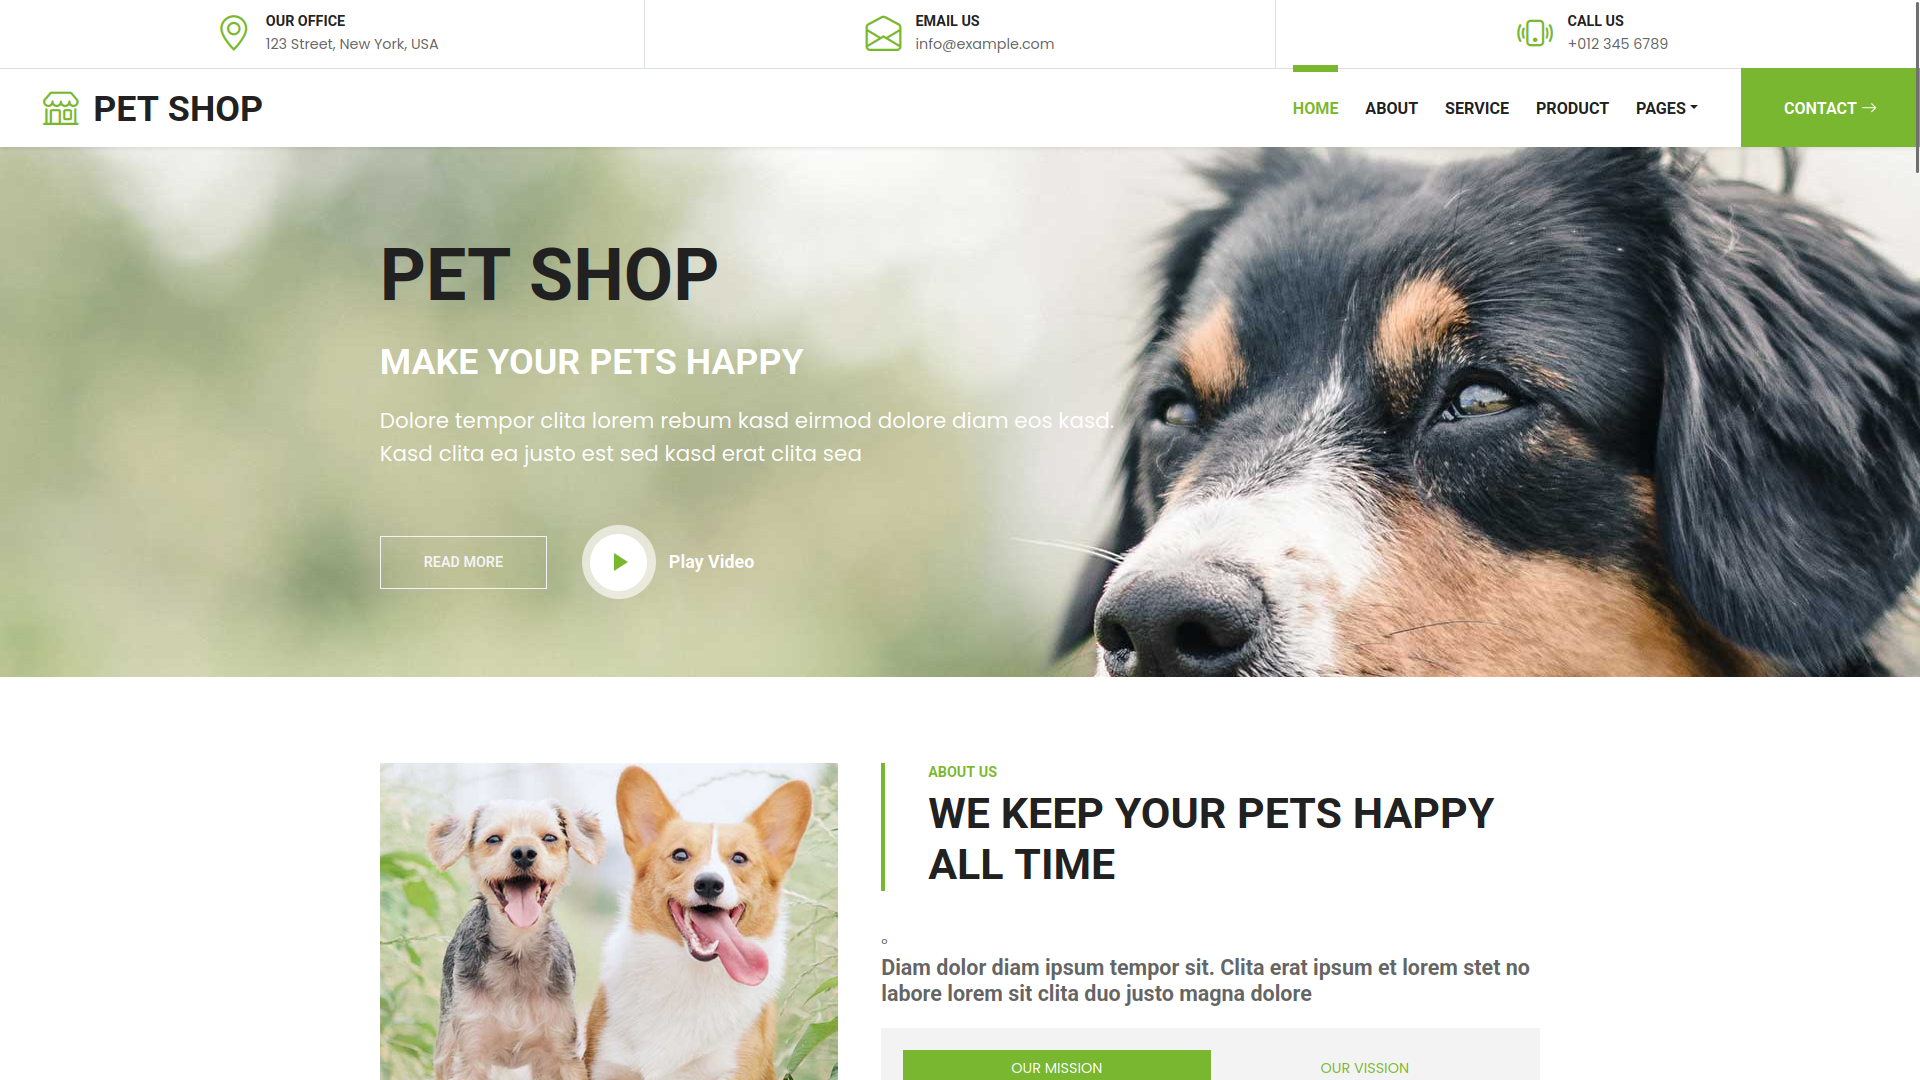 OUR OFFICE
123 Street, New York, USA
EMAIL US
info@example.com
CALL US
+012 345 6789
PET SHOP
HOME
ABOUT
SERVICE
PRODUCT
PAGES
CONTACT
PET SHOP
MAKE YOUR PETS HAPPY
Dolore tempor clita lorem rebum kasd eirmod dolore diam eos kasd.
Kasd clita ea justo est sed kasd erat clita sea
READ MORE
Play Video
ABOUT US
WE KEEP YOUR PETS HAPPY
ALL TIME
Diam dolor diam ipsum tempor sit. Clita erat ipsum et lorem stet no
labore lorem sit clita duo justo magna dolore
OUR MISSION
OUR VISSION